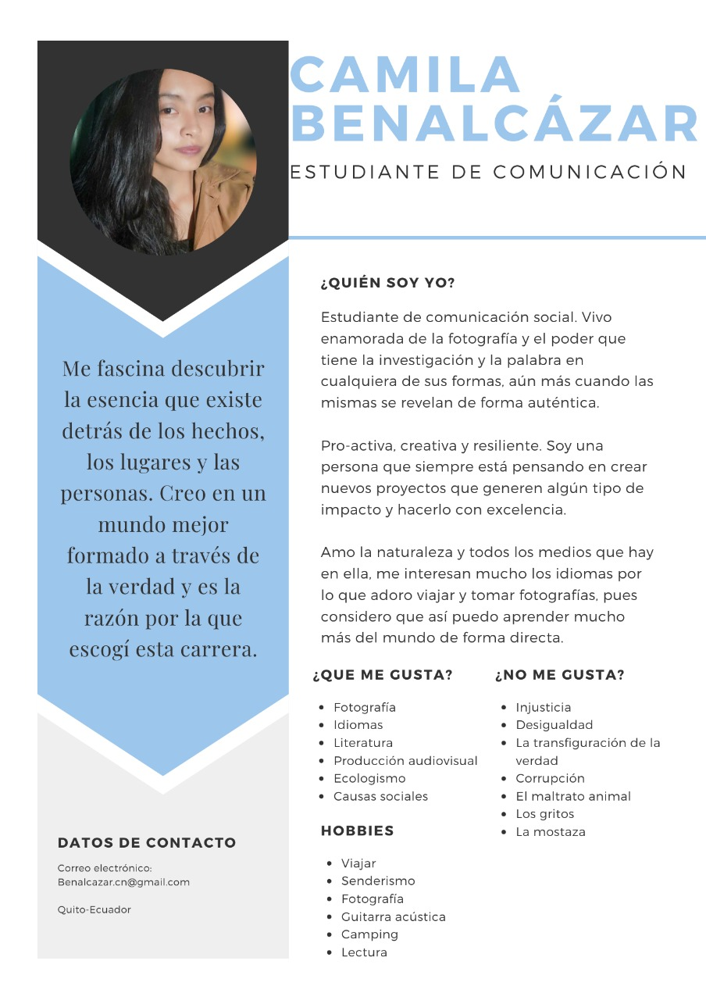 CAMILA
BENALCÁZAR
ESTUDIANTE DE COMUNICACIÓN
Me fascina descubrir
la esencia que existe
detrás de los hechos,
los lugares y las
personas. Creo en un
mundo mejor
formado a través de
la verdad y es la
razón por la que
escogí esta carrera.
DATOS DE CONTACTO
Correo electrónico:
Benalcazar.cn@gmail.com
Quito-Ecuador
¿QUIÉN SOY YO?
Estudiante de comunicación social. Vivo
enamorada de la fotografía y el poder que
tiene la investigación y la palabra en
cualquiera de sus formas, aún más cuando las
mismas se revelan de forma auténtica.
Pro-activa, creativa y resiliente. Soy una
persona que siempre está pensando en crear
nuevos proyectos que generen algún tipo de
impacto y hacerlo con excelencia.
Amo la naturaleza y todos los medios que hay
en ella, me interesan mucho los idiomas por
lo que adoro viajar y tomar fotografías, pues
considero que así puedo aprender mucho
más del mundo de forma directa.
¿QUE ME GUSTA?
• Fotografía
• Idiomas
• Literatura
• Producción audiovisual
• Ecologismo
• Causas sociales
HOBBIES
• Viajar
• Senderismo
• Fotografía
• Guitarra acústica
• Camping
• Lectura
¿NO ME GUSTA?
• Injusticia
• Desigualdad
• La transfiguración de la
verdad
• Corrupción
• El maltrato animal
• Los gritos
• La mostaza